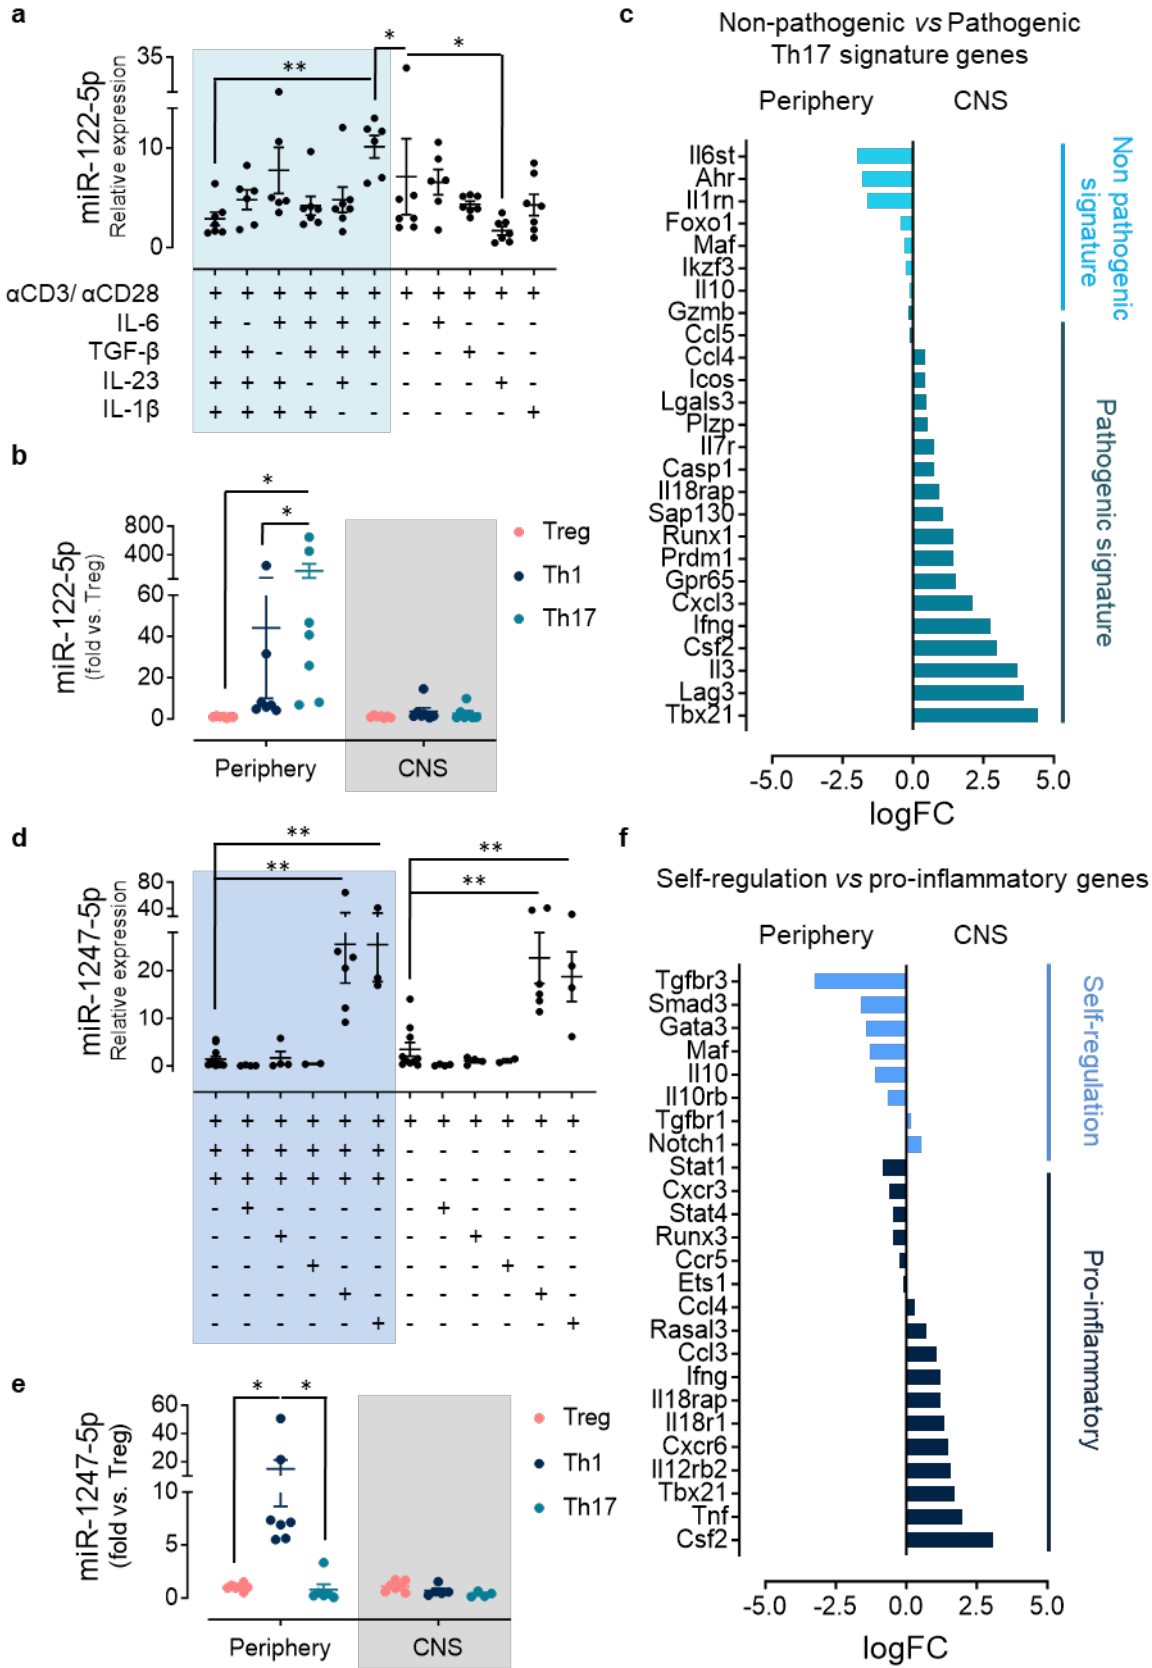 a
miR-122-5p
Relative expression
35
10
0
**
*
*
αCD3/ αCD28 + + + + + + + + + + +
IL-6 + - + + + + - + - - -
TGF-β + + - + + + - - + - -
IL-23 + + + - + - - - - + -
IL-1β + + + + - - - - - - +
b
miR-122-5p
(fold vs. Treg)
800
400
60
40
20
0
*
*
Periphery
CNS
Treg
Th1
Th17
c
Non-pathogenic vs Pathogenic
Th17 signature genes
Periphery
CNS
Il6st
Ahr
Il1rn
Foxo1
Maf
Ikzf3
Il10
Gzmb
Ccl5
Ccl4
Icos
Lgals3
Plzp
Il7r
Casp1
Il18rap
Sap130
Runx1
Prdm1
Gpr65
Cxcl3
Ifng
Csf2
Il3
Lag3
Tbx21
Non pathogenic
signature
Pathogenic signature
-5.0 -2.5 0.0 2.5 5.0
logFC
d
miR-1247-5p
Relative expression
80
40
20
10
0
**
**
**
**
+ + + + + + + + + + + +
+ + + + + + - - - - - -
+ + + + + + - - - - - -
- + - - - - - + - - - -
- - + - - - - - + - - -
- - - + - - - - - + - -
- - - - + - - - - - + -
- - - - - + - - - - - +
e
miR-1247-5p
(fold vs. Treg)
60
40
20
10
5
0
*
*
Periphery
CNS
Treg
Th1
Th17
f
Self-regulation vs pro-inflammatory genes
Periphery
CNS
Tgfbr3
Smad3
Gata3
Maf
Il10
Il10rb
Tgfbr1
Notch1
Stat1
Cxcr3
Stat4
Runx3
Ccr5
Ets1
Ccl4
Rasal3
Ccl3
Ifng
Il18rap
Il18r1
Cxcr6
Il12rb2
Tbx21
Tnf
Csf2
Self-regulation
Pro-inflammatory
-5.0 -2.5 0.0 2.5 5.0
logFC